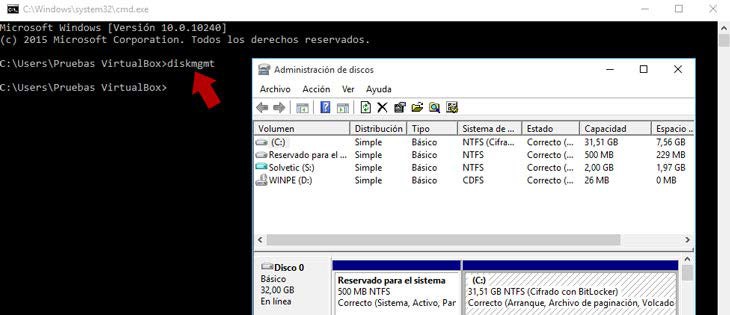 C:\Windows\system32\cmd.exe
Microsoft Windows [Versión 10.0.10240]
(c) 2015 Microsoft Corporation. Todos los derechos reservados.
C:\Users\Pruebas VirtualBox>diskmgmt
C:\Users\Pruebas VirtualBox>
Administración de discos
Archivo Acción Ver Ayuda
Volumen Distribución Tipo Sistema de ... Estado Capacidad Espacio ..
(C:) Simple Básico NTFS (Cifra... Correcto (... 31,51 GB 7,56 GB
Reservado para el ... Simple Básico NTFS Correcto (... 500 MB 229 MB
Solvetic (S:) Simple Básico NTFS Correcto (... 2,00 GB 1,97 GB
WINPE (D:) Simple Básico CDFS Correcto (... 26 MB 0 MB
Disco 0
Básico
32,00 GB
En línea
Reservado para el sistema
500 MB NTFS
Correcto (Sistema, Activo, Par
(C:)
31,51 GB NTFS (Cifrado con BitLocker)
Correcto (Arranque, Archivo de paginación, Volcado